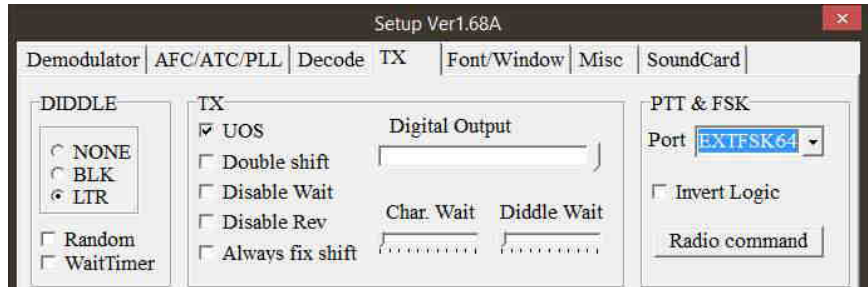 Setup Ver1.68A
Demodulator AFC/ATC/PLL Decode TX Font/Window Misc SoundCard
DIDDLE
NONE
BLK
LTR
Random
WaitTimer
TX
UOS
Double shift
Disable Wait
Disable Rev
Always fix shift
Digital Output
Char. Wait Diddle Wait
PTT & FSK
Port EXTFSK64
Invert Logic
Radio command